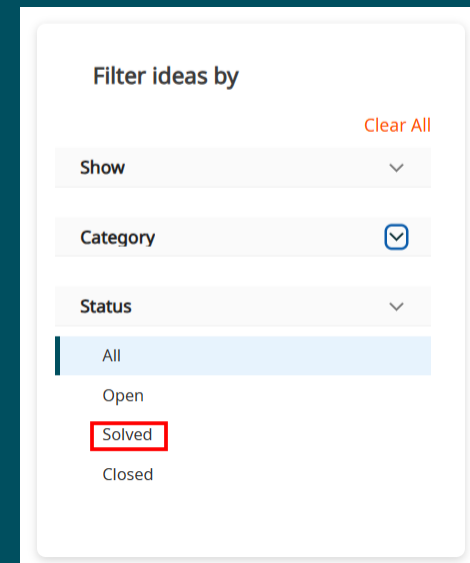 Filter ideas by
Clear All
Show
Category
Status
All
Open
Solved
Closed